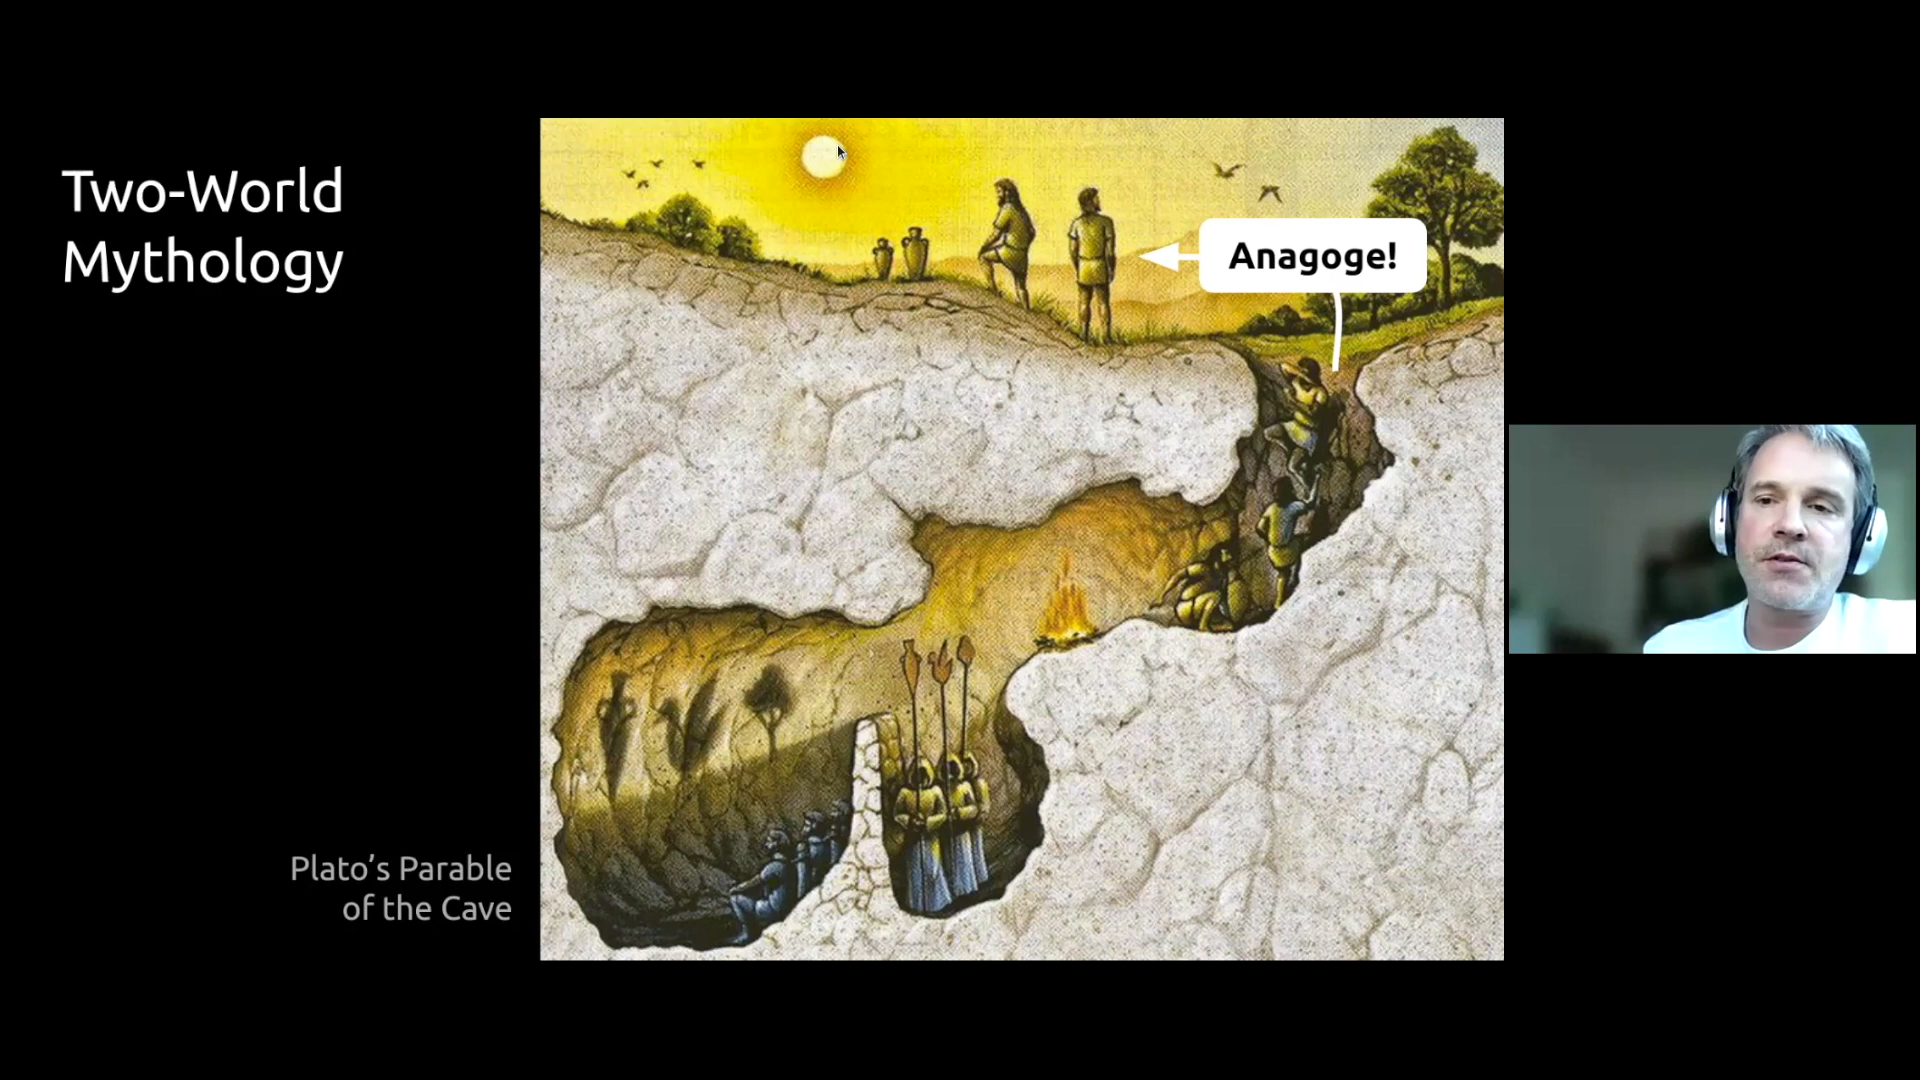 Two-World
Mythology
Anagoge!
Plato’s Parable
of the Cave